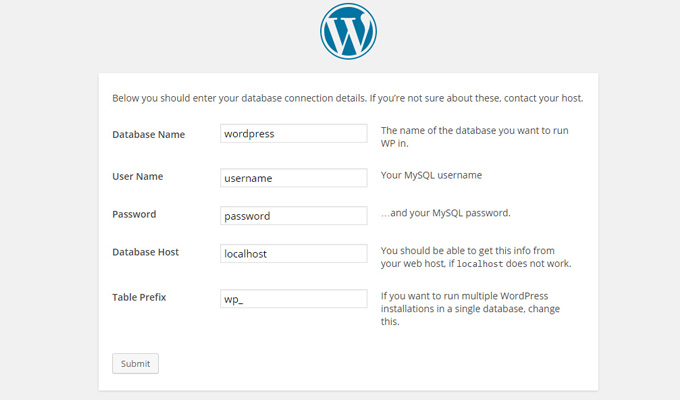 Below you should enter your database connection details. If you’re not sure about these, contact your host.
Database Name
wordpress
The name of the database you want to run
WP in.
User Name
username
Your MySQL username
Password
password
…and your MySQL password.
Database Host
localhost
You should be able to get this info from
your web host, if localhost does not work.
Table Prefix
wp_
If you want to run multiple WordPress
installations in a single database, change
this.
Submit